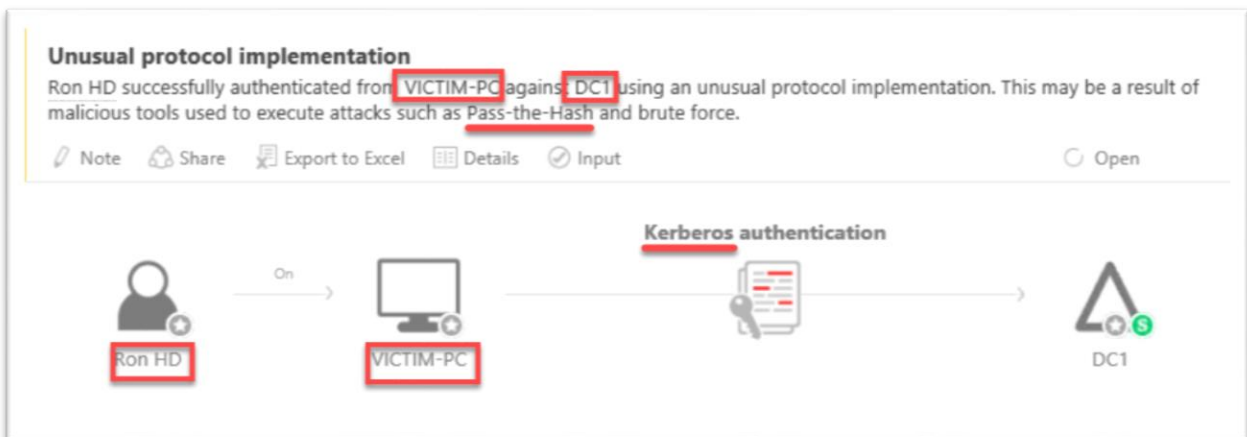 Unusual protocol implementation
Ron HD successfully authenticated from VICTIM-PC against DC1 using an unusual protocol implementation. This may be a result of
malicious tools used to execute attacks such as Pass-the-Hash and brute force.
Note Share Export to Excel Details Input Open
Kerberos authentication
On
S
Ron HD VICTIM-PC DC1